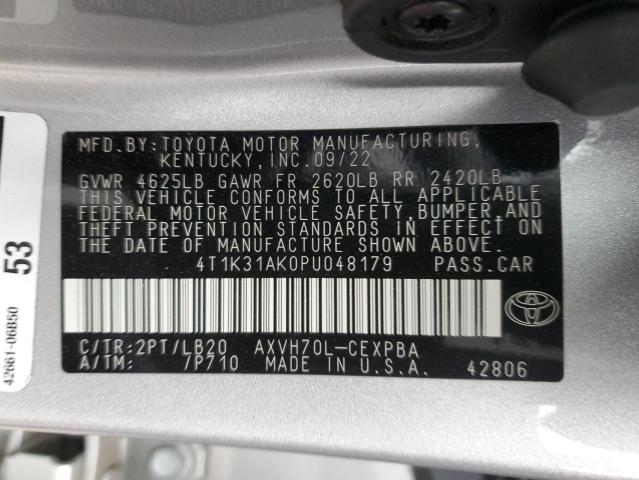 MFD.BY:TOYOTA MOTOR MANUFACTURING,
KENTUCKY,INC.09/22
GVWR 4625LB GAWR FR 2620LB RR 2420LB
THIS VEHICLE CONFORMS TO ALL APPLICABLE
FEDERAL MOTOR VEHICLE SAFETY,BUMPER,AND
THEFT PREVENTION STANDARDS IN EFFECT ON
THE DATE OF MANUFACTURE SHOWN ABOVE.
4T1K31AK0PU048179 PASS.CAR
C/TR:2PT/LB20 AXVH70L-CEXPBA
A/TM: /P710 MADE IN U.S.A. 42806
53
42661-06850